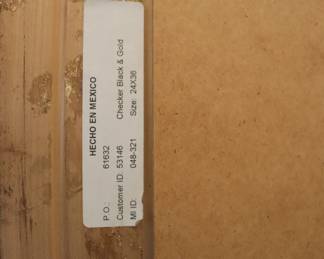 HECHO EN MEXICO
P.O.: 61632
Customer ID: 53146 Checker Black & Gold
MI ID: 048-321 Size: 24X36